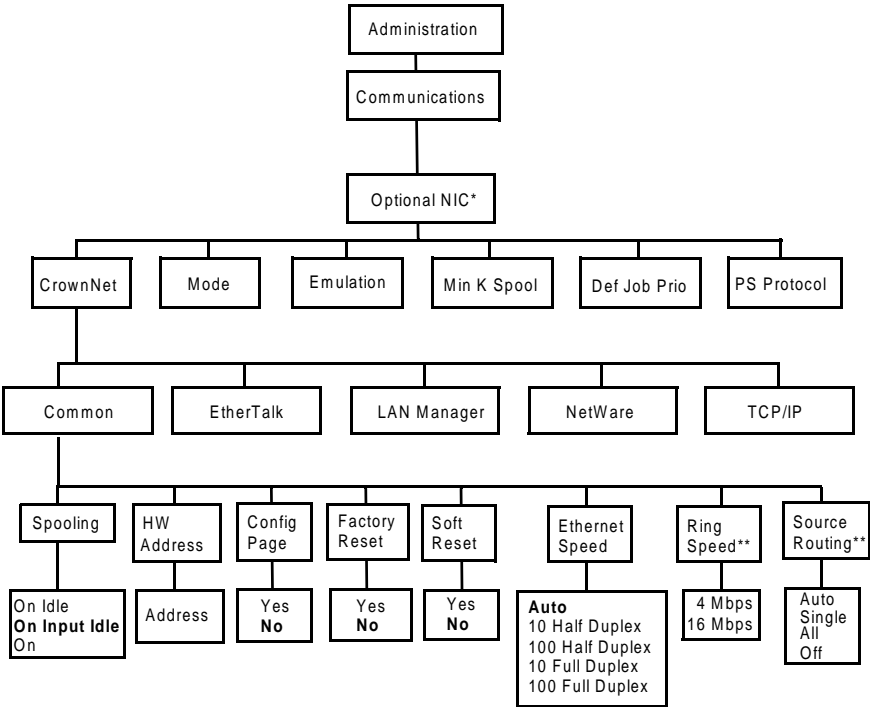 Administration
Communications
Optional NIC*
CrownNet
Mode
Emulation
Min K Spool
Def Job Prio
PS Protocol
Common
EtherTalk
LAN Manager
NetWare
TCP/IP
Spooling
HW
Address
Config
Page
Factory
Reset
Soft
Reset
Ethernet
Speed
Ring
Speed**
Source
Routing**
On Idle
On Input Idle
On
Address
Yes
No
Yes
No
Yes
No
Auto
10 Half Duplex
100 Half Duplex
10 Full Duplex
100 Full Duplex
4 Mbps
16 Mbps
Auto
Single
All
Off